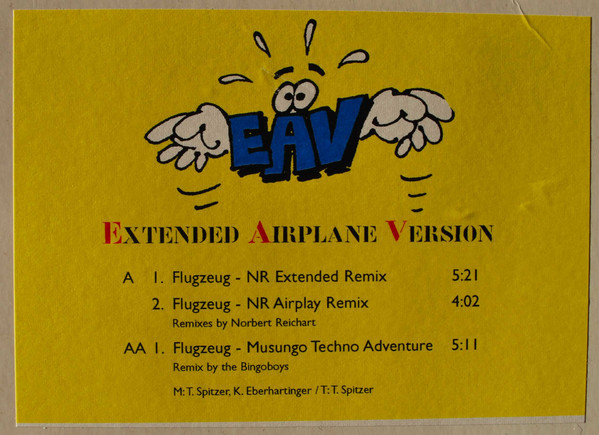 EAV
EXTENDED AIRPLANE VERSION
A 1. Flugzeug - NR Extended Remix 5:21
2. Flugzeug - NR Airplay Remix 4:02
Remixes by Norbert Reichart
AA 1. Flugzeug - Musungo Techno Adventure 5:11
Remix by the Bingoboys
M: T. Spitzer, K. Eberhartinger / T: T. Spitzer